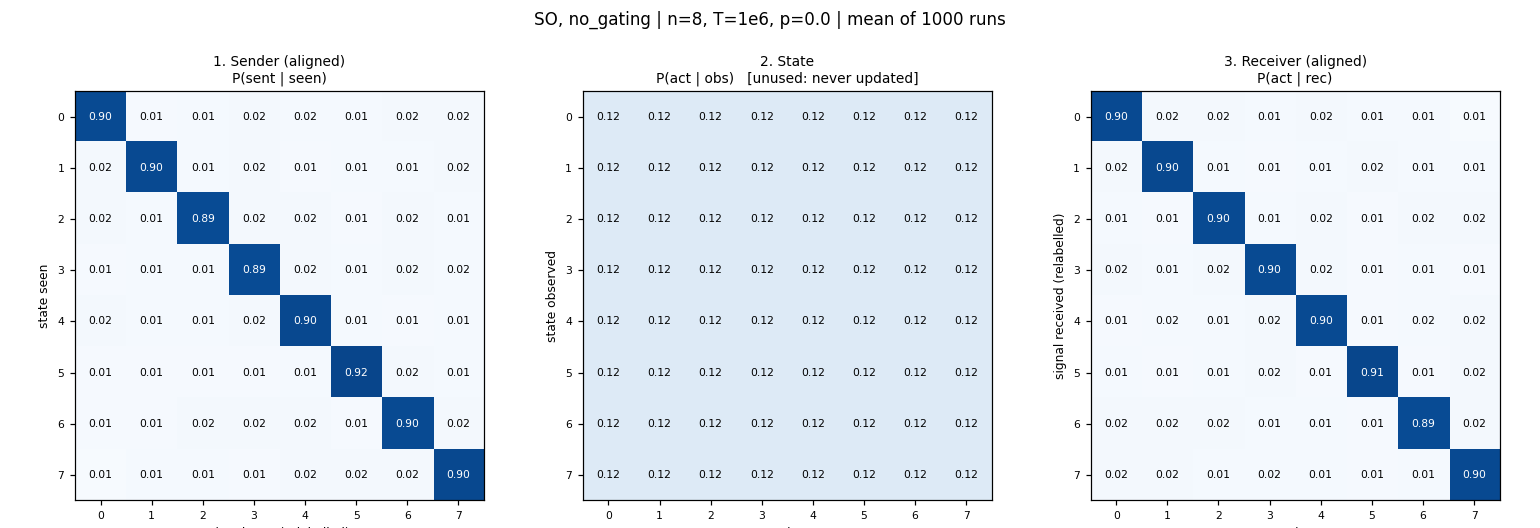 SO, no_gating | n=8, T=1e6, p=0.0 | mean of 1000 runs
1. Sender (aligned)
P(sent | seen)
state seen
0 0.90 0.01 0.01 0.02 0.02 0.01 0.02 0.02
1 0.02 0.90 0.01 0.02 0.01 0.01 0.01 0.02
2 0.02 0.01 0.89 0.02 0.02 0.01 0.02 0.01
3 0.01 0.01 0.01 0.89 0.02 0.01 0.02 0.02
4 0.02 0.01 0.01 0.02 0.90 0.01 0.01 0.01
5 0.01 0.01 0.01 0.01 0.01 0.92 0.02 0.01
6 0.01 0.01 0.02 0.02 0.02 0.01 0.90 0.02
7 0.01 0.01 0.01 0.01 0.02 0.02 0.02 0.90
0 1 2 3 4 5 6 7
2. State
P(act | obs) [unused: never updated]
state observed
0 0.12 0.12 0.12 0.12 0.12 0.12 0.12 0.12
1 0.12 0.12 0.12 0.12 0.12 0.12 0.12 0.12
2 0.12 0.12 0.12 0.12 0.12 0.12 0.12 0.12
3 0.12 0.12 0.12 0.12 0.12 0.12 0.12 0.12
4 0.12 0.12 0.12 0.12 0.12 0.12 0.12 0.12
5 0.12 0.12 0.12 0.12 0.12 0.12 0.12 0.12
6 0.12 0.12 0.12 0.12 0.12 0.12 0.12 0.12
7 0.12 0.12 0.12 0.12 0.12 0.12 0.12 0.12
0 1 2 3 4 5 6 7
3. Receiver (aligned)
P(act | rec)
signal received (relabelled)
0 0.90 0.02 0.02 0.01 0.02 0.01 0.01 0.01
1 0.02 0.90 0.01 0.01 0.01 0.02 0.01 0.01
2 0.01 0.01 0.90 0.01 0.02 0.01 0.02 0.02
3 0.02 0.01 0.02 0.90 0.02 0.01 0.01 0.01
4 0.01 0.02 0.01 0.02 0.90 0.01 0.02 0.02
5 0.01 0.01 0.01 0.02 0.01 0.91 0.01 0.02
6 0.02 0.02 0.01 0.02 0.01 0.01 0.89 0.02
7 0.02 0.02 0.01 0.02 0.01 0.01 0.01 0.90
0 1 2 3 4 5 6 7